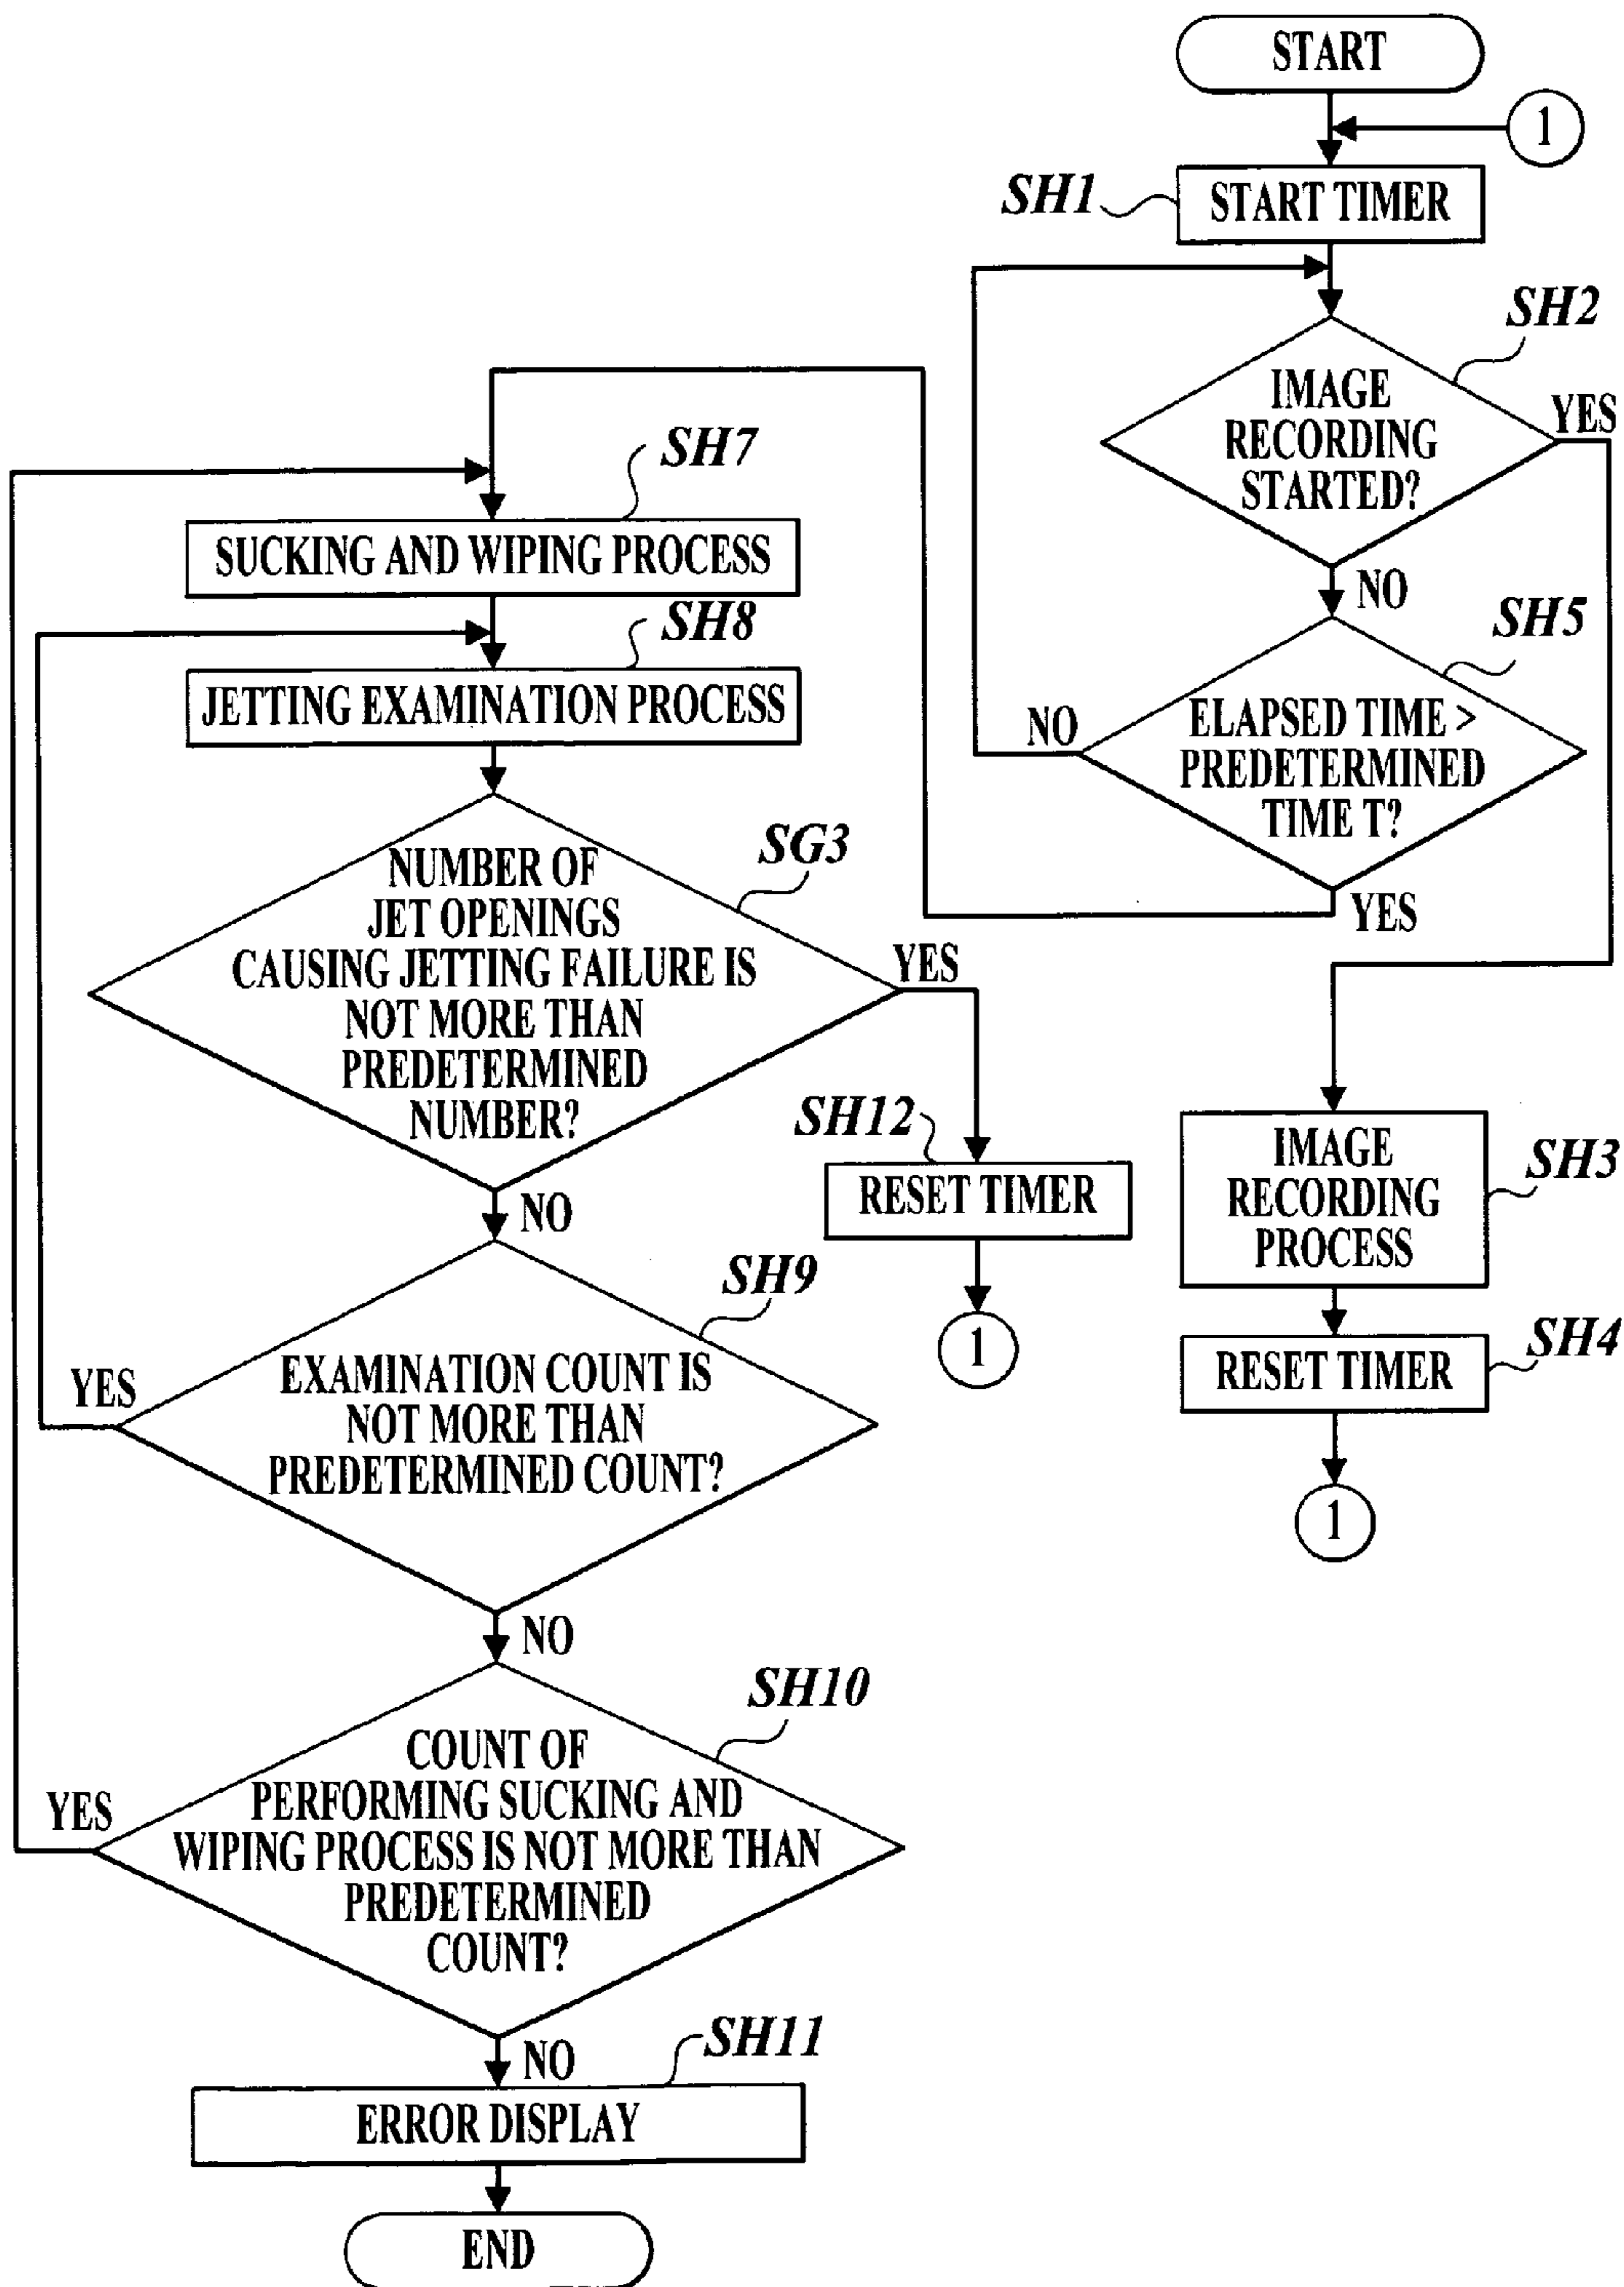 START
1
SH1
START TIMER
SH2
IMAGE
RECORDING
STARTED?
YES
NO
SH5
ELAPSED TIME >
PREDETERMINED
TIME T?
NO
YES
SH3
IMAGE
RECORDING
PROCESS
SH4
RESET TIMER
1
SH7
SUCKING AND WIPING PROCESS
SH8
JETTING EXAMINATION PROCESS
SG3
NUMBER OF
JET OPENINGS
CAUSING JETTING FAILURE IS
NOT MORE THAN
PREDETERMINED
NUMBER?
YES
SH12
RESET TIMER
1
NO
SH9
EXAMINATION COUNT IS
NOT MORE THAN
PREDETERMINED COUNT?
YES
NO
SH10
COUNT OF
PERFORMING SUCKING AND
WIPING PROCESS IS NOT MORE THAN
PREDETERMINED
COUNT?
YES
NO
SH11
ERROR DISPLAY
END